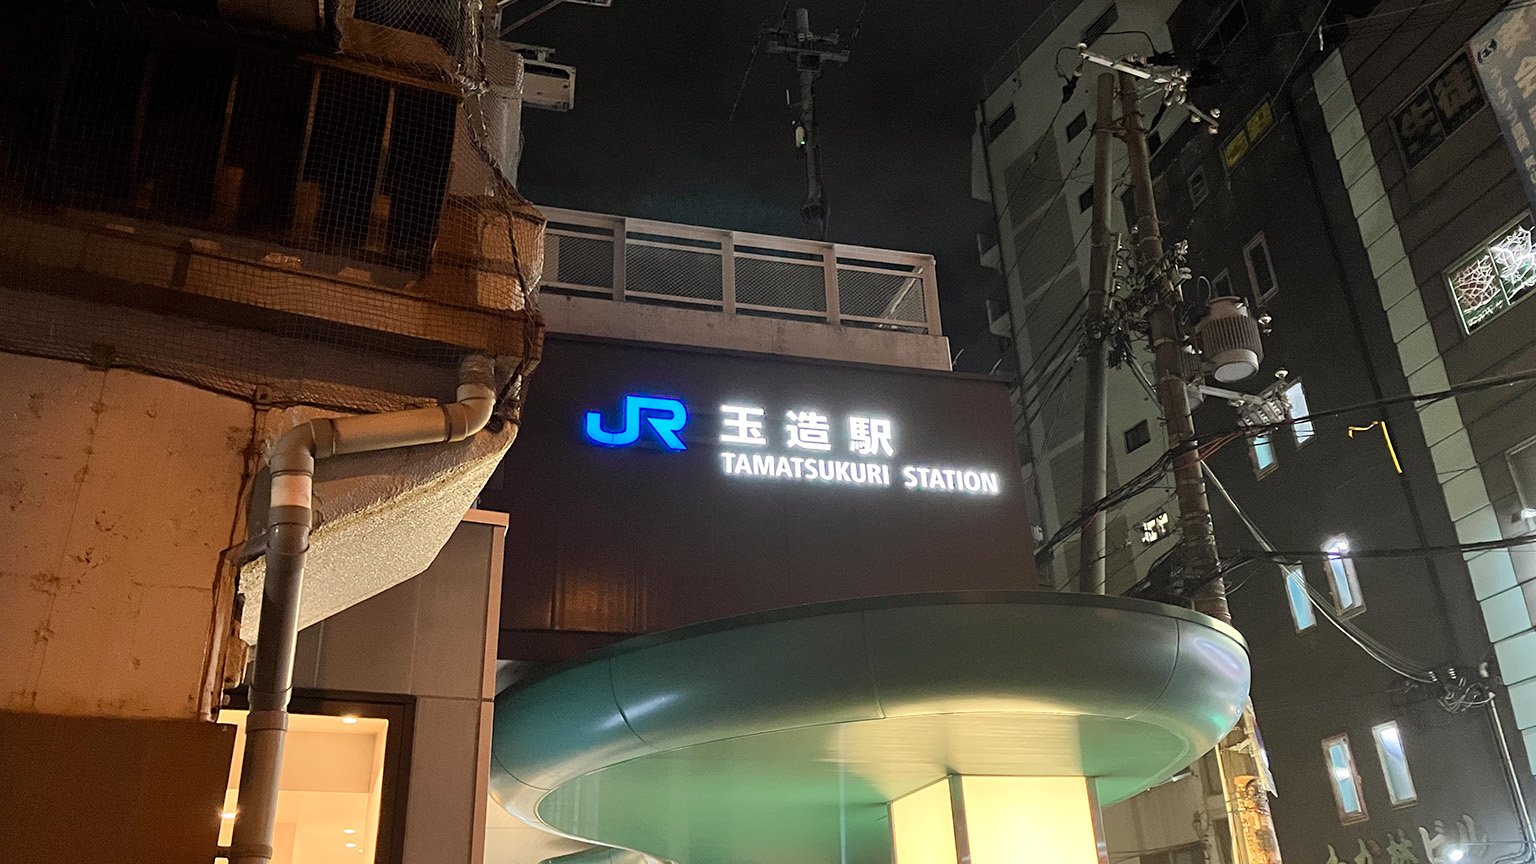 JR 玉造駅
TAMATSUKURI STATION